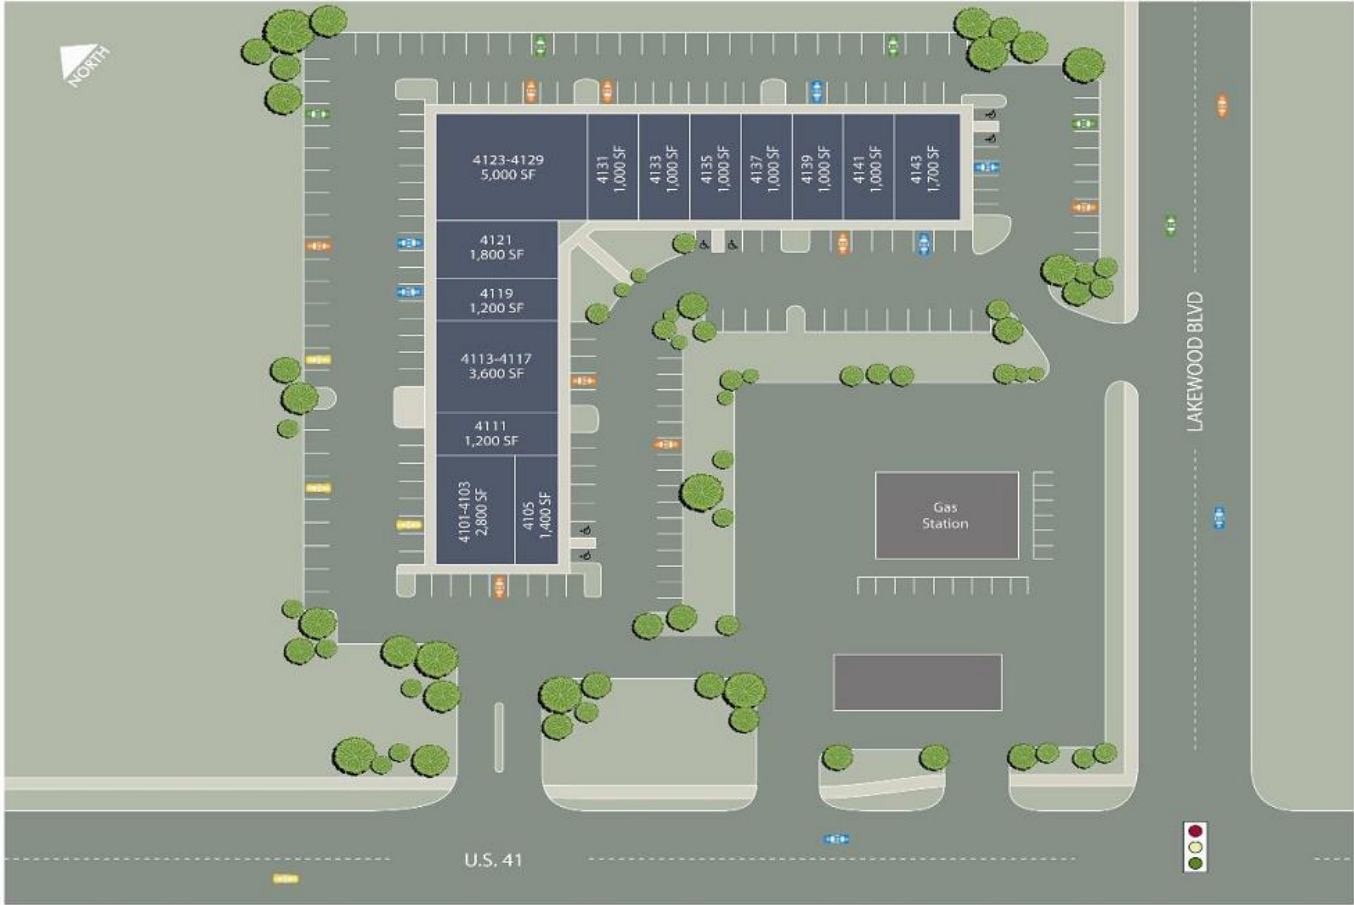 NORTH
4123-4129
5,000 SF
4131
1,000 SF
4133
1,000 SF
4135
1,000 SF
4137
1,000 SF
4139
1,000 SF
4141
1,000 SF
4143
1,700 SF
4121
1,800 SF
4119
1,200 SF
4113-4117
3,600 SF
4111
1,200 SF
4101-4103
2,800 SF
4105
1,400 SF
LAKEWOOD BLVD
Gas
Station
U.S. 41